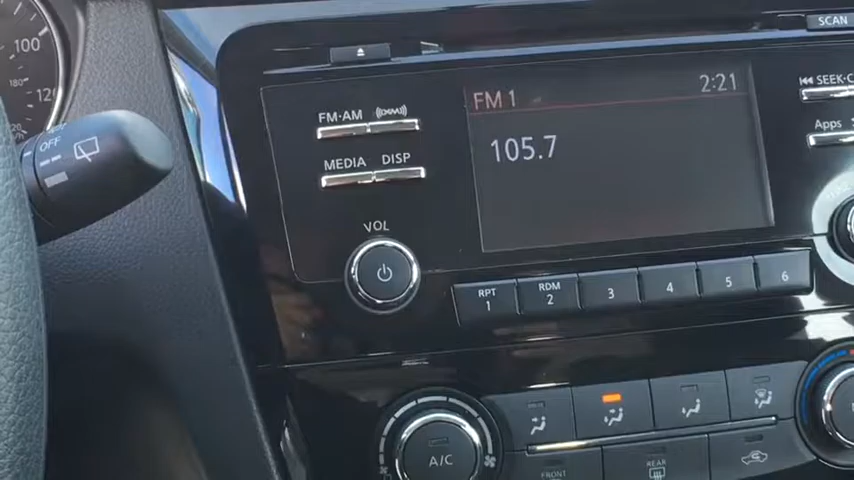 SCAN
100
OFF
FM·AM
FM 1
2:21
SEEK·
MEDIA DISP
105.7
Apps
VOL
RPT 1
RDM 2
3
4
5
6
A/C
FRONT
REAR